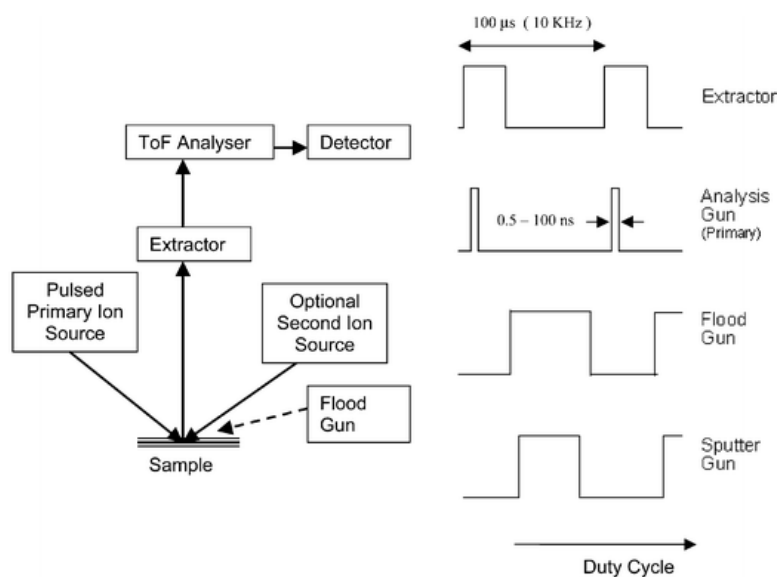 100 µs ( 10 KHz)
Extractor
ToF Analyser
Detector
Analysis
Gun
(Primary)
0.5 – 100 ns
Extractor
Pulsed
Primary Ion
Source
Optional
Second Ion
Source
Flood
Gun
Flood
Gun
Sample
Sputter
Gun
Duty Cycle